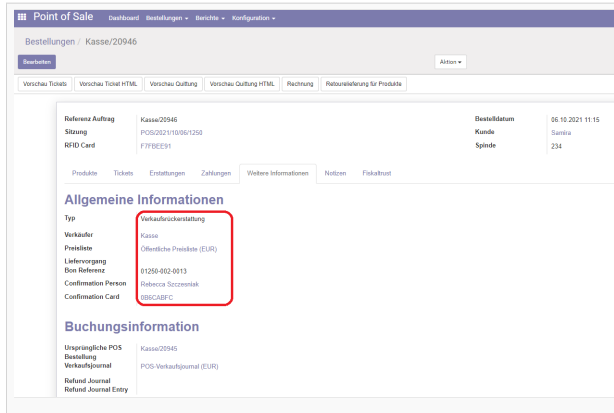 Point of Sale Dashboard Bestellungen Berichte Konfiguration
Bestellungen / Kasse/20946
Bearbeiten Aktion
Vorschau Tickets Vorschau Ticket HTML Vorschau Quittung Vorschau Quittung HTML Rechnung Retourelieferung für Produkte
Referenz Auftrag Kasse/20946 Bestelldatum 06.10.2021 11:15
Sitzung POS/2021/10/06/1250 Kunde Samira
RFID Card F7FBEE91 Spinde 234
Produkte Tickets Erstattungen Zahlungen Weitere Informationen Notizen Fiskaltrust
Allgemeine Informationen
Typ Verkaufsrückerstattung
Verkäufer Kasse
Preisliste Öffentliche Preisliste (EUR)
Liefervorgang
Bon Referenz 01250-002-0013
Confirmation Person Rebecca Szczesniak
Confirmation Card 0B6CABFC
Buchungsinformation
Ursprüngliche POS Kasse/20945
Bestellung
Verkaufsjournal POS-Verkaufsjournal (EUR)
Refund Journal
Refund Journal Entry